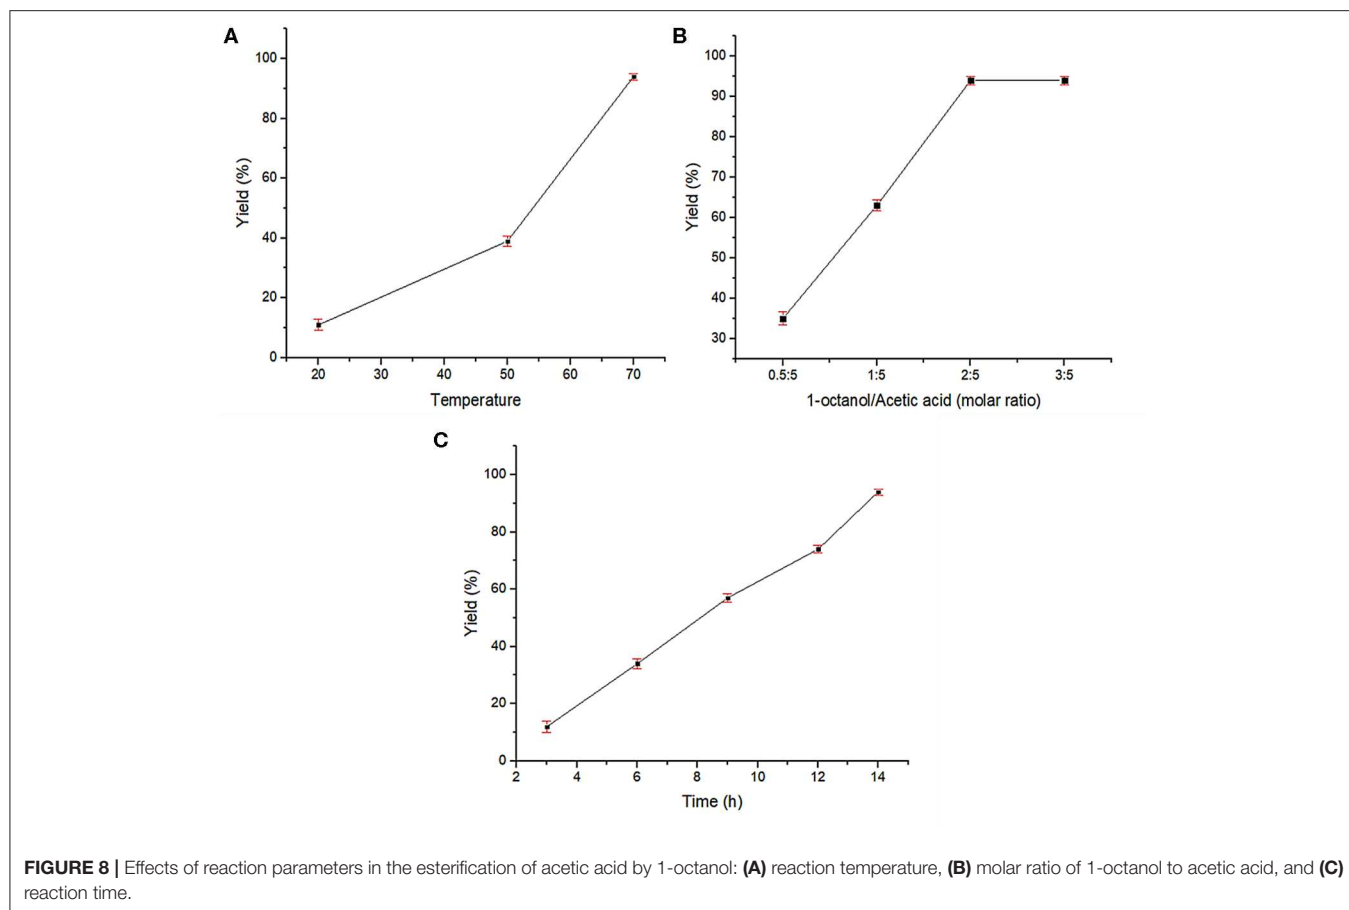 A
100
80
60
40
20
0
Yield (%)
20 30 40 50 60 70
Temperature
B
100
90
80
70
60
50
40
30
Yield (%)
0.5:5 1:5 2:5 3:5
1-octanol/Acetic acid (molar ratio)
C
100
80
60
40
20
0
Yield (%)
2 4 6 8 10 12 14
Time (h)
FIGURE 8 | Effects of reaction parameters in the esterification of acetic acid by 1-octanol: (A) reaction temperature, (B) molar ratio of 1-octanol to acetic acid, and (C)
reaction time.